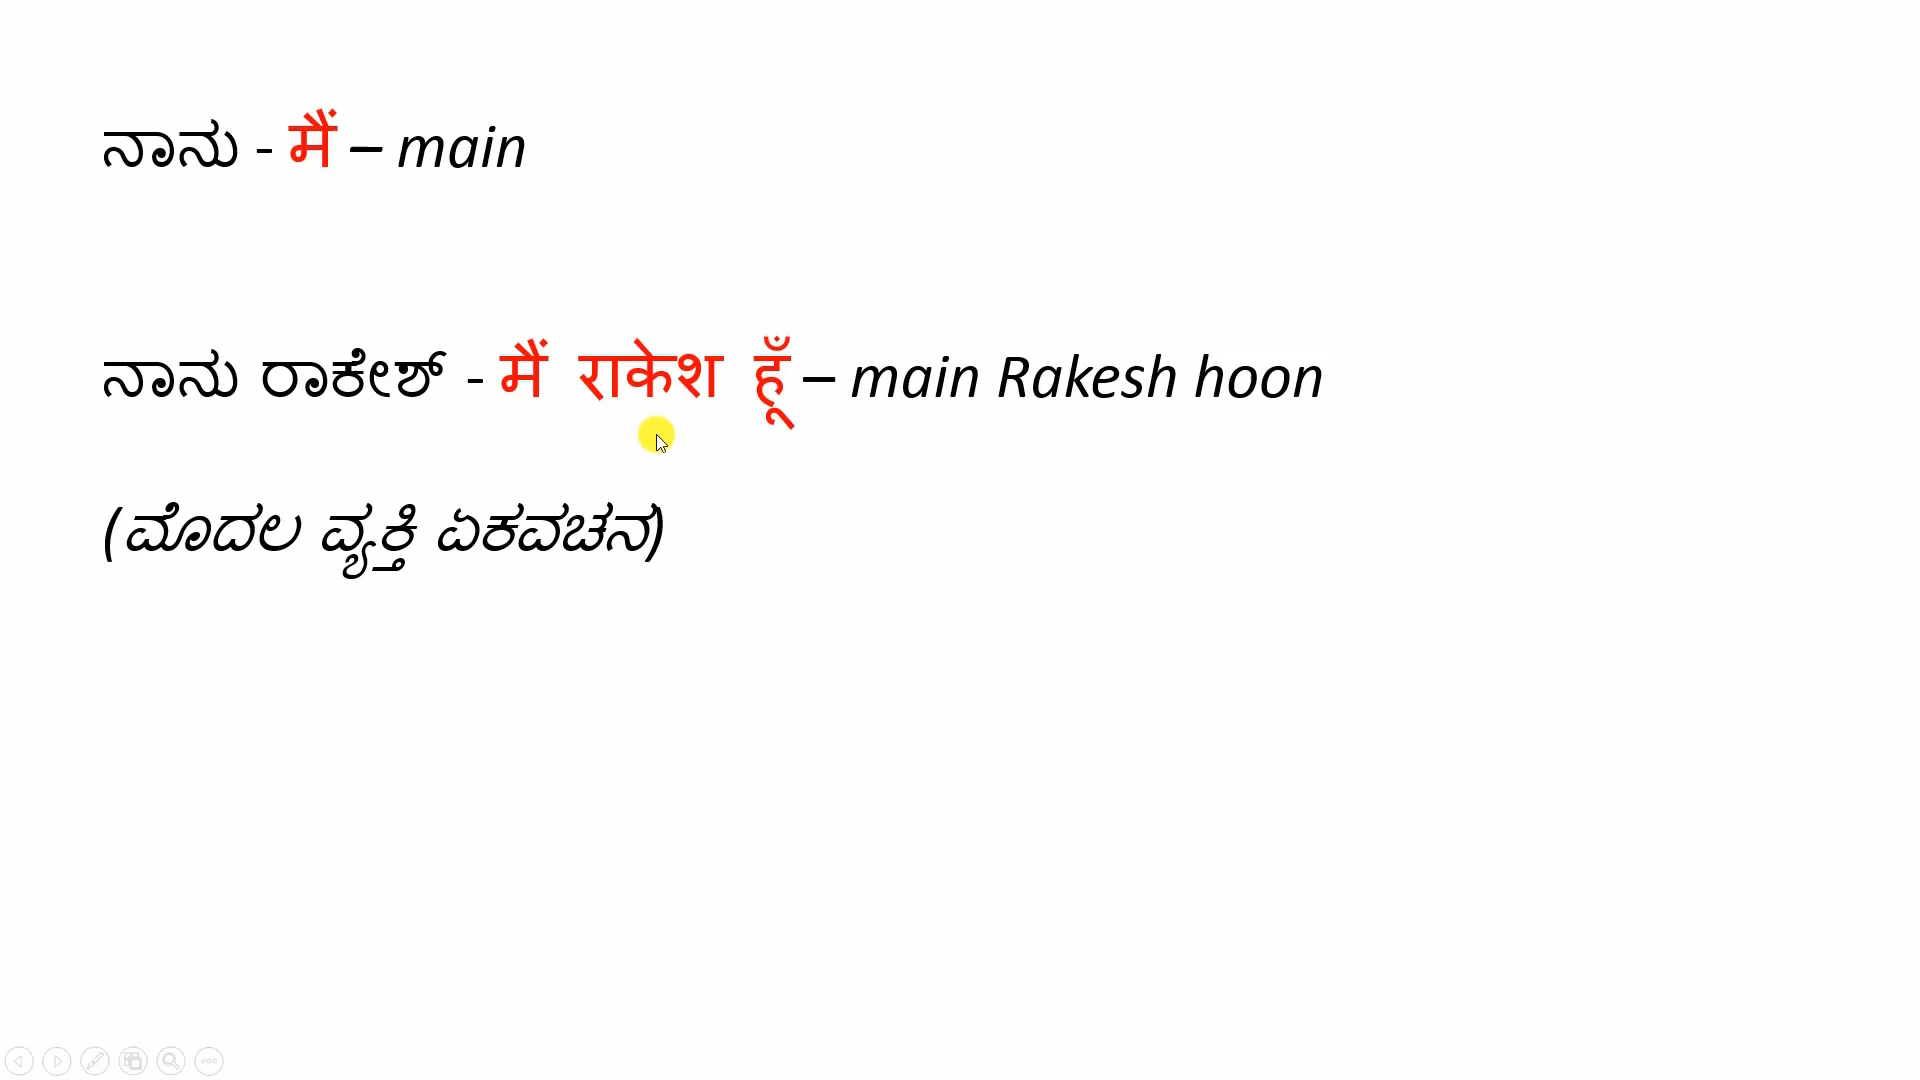 ನಾನು - मैं – main
ನಾನು ರಾಕೇಶ್ - मैं राकेश हूँ – main Rakesh hoon
(ಮೊದಲ ವ್ಯಕ್ತಿ ಏಕವಚನ)